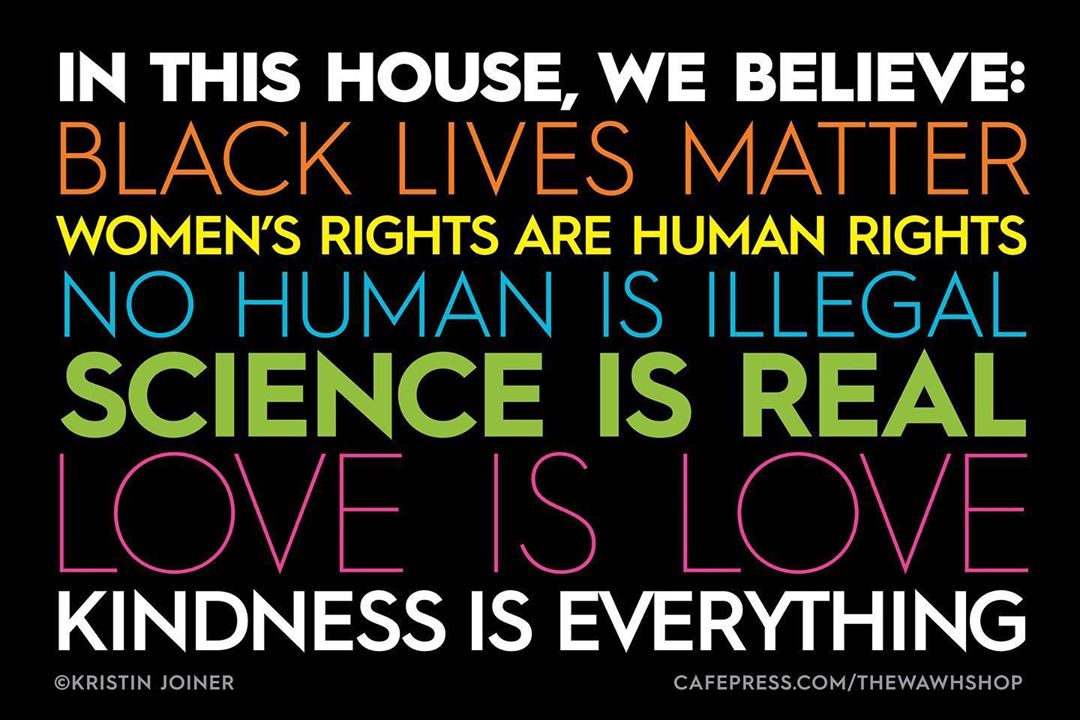 IN THIS HOUSE, WE BELIEVE:
BLACK LIVES MATTER
WOMEN'S RIGHTS ARE HUMAN RIGHTS
NO HUMAN IS ILLEGAL
SCIENCE IS REAL
LOVE IS LOVE
KINDNESS IS EVERYTHING
©KRISTIN JOINER
CAFEPRESS.COM/THEWAWHSHOP